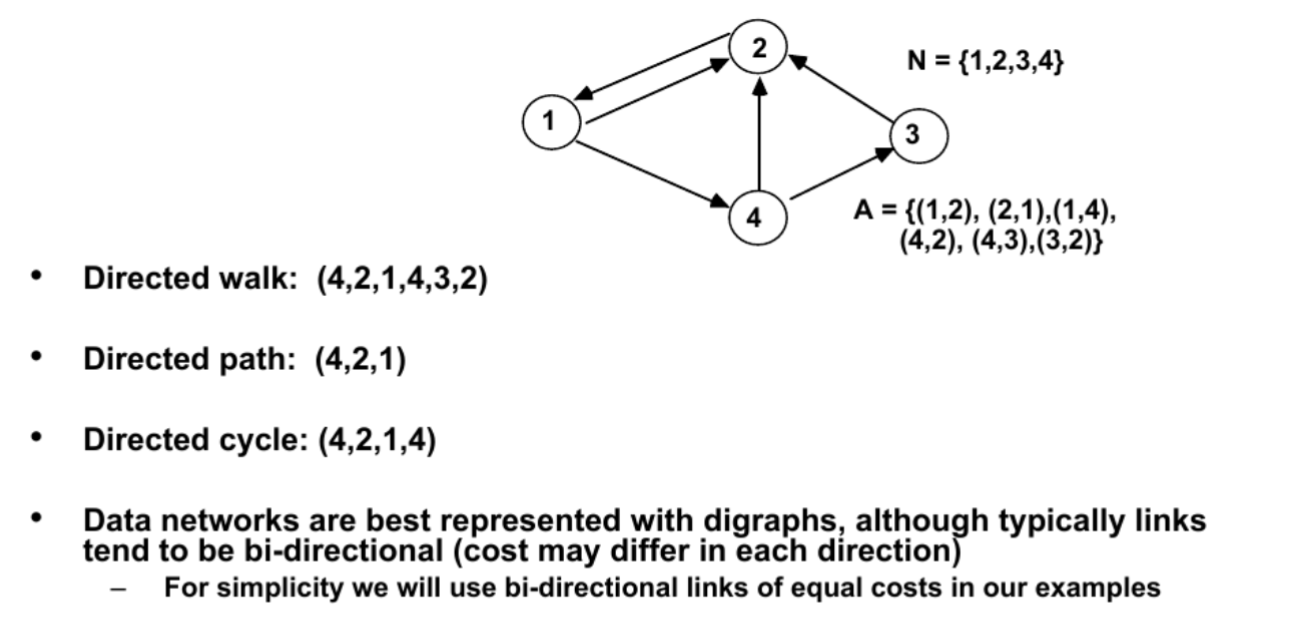 2
N = {1,2,3,4}
1
3
4
A = {(1,2), (2,1),(1,4),
(4,2), (4,3),(3,2)}
• Directed walk: (4,2,1,4,3,2)
• Directed path: (4,2,1)
• Directed cycle: (4,2,1,4)
• Data networks are best represented with digraphs, although typically links
tend to be bi-directional (cost may differ in each direction)
– For simplicity we will use bi-directional links of equal costs in our examples